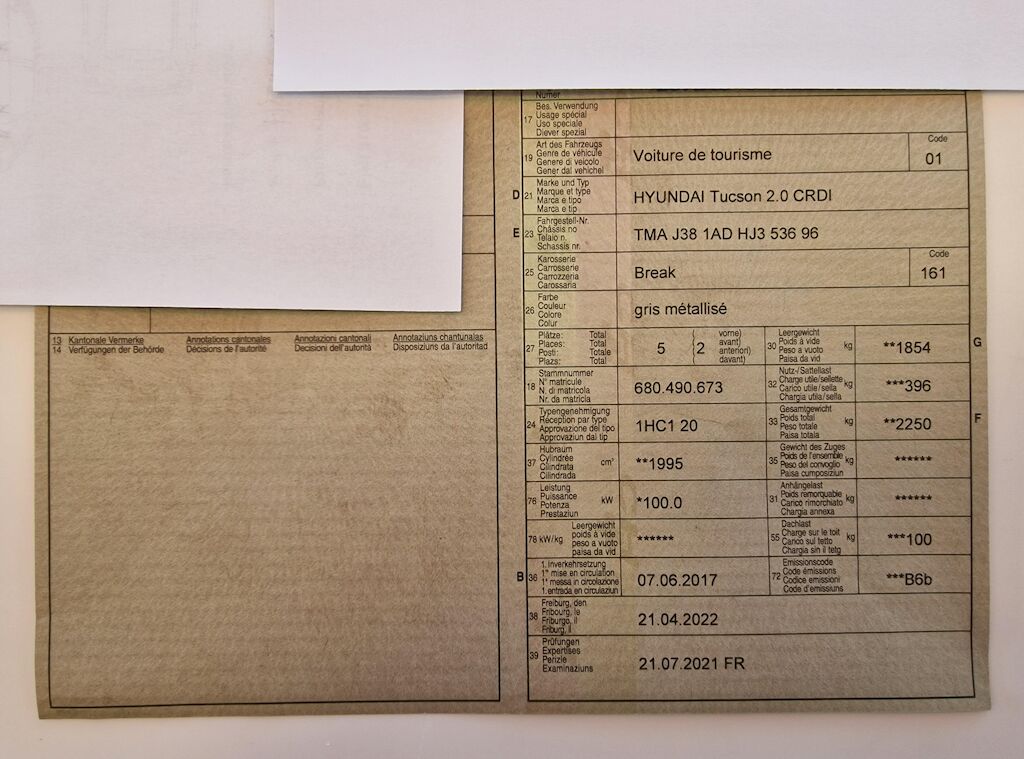 17 Bes. Verwendung
Usage spécial
Uso speciale
Diever spezial
19 Art des Fahrzeugs
Genre de véhicule
Genere di veicolo
Gener dal vehichel
Voiture de tourisme
Code
01
D 21 Marke und Typ
Marque et type
Marca e tipo
Marca e tip
HYUNDAI Tucson 2.0 CRDI
E 23 Fahrgestell-Nr.
Châssis no
Telaio n.
Schassis nr.
TMA J38 1AD HJ3 536 96
25 Karosserie
Carrosserie
Carrozzeria
Carossaria
Break
Code
161
26 Farbe
Couleur
Colore
Colur
gris métallisé
13 Kantonale Vermerke Annotations cantonales Annotazioni cantonali Annotaziuns chantunalas
14 Verfügungen der Behörde Décisions de l'autorité Decisioni dell'autorità Disposiziuns da l'autoritad
27 Plätze: Total
Places: Total
Posti: Totale
Plazs: Total
5 (2 vorne)
avant)
anteriori)
davant)
30 Leergewicht
Poids à vide
Peso a vuoto
Paisa da vid
kg
**1854 G
18 Stammnummer
N° matricule
N. di matricola
Nr. da matricla
680.490.673
32 Nutz-/Sattellast
Charge utile/sellette
Carico utile/sella
Chargia utila/sella
kg
***396
24 Typengenehmigung
Réception par type
Approvazione del tipo
Approvaziun dal tip
1HC1 20
33 Gesamtgewicht
Poids total
Peso totale
Paisa totala
kg
**2250 F
37 Hubraum
Cylindrée
Cilindrata
Cilindrada
cm³
**1995
35 Gewicht des Zuges
Poids de l'ensemble
Peso del convoglio
Paisa cumposiziun
kg
******
76 Leistung
Puissance
Potenza
Prestaziun
kW
*100.0
31 Anhängelast
Poids remorquable
Carico rimorchiato
Chargia annexa
kg
******
78 kW/kg Leergewicht
poids à vide
peso a vuoto
paisa da vid
******
55 Dachlast
Charge sur le toit
Carico sul tetto
Chargia sin il tetg
kg
***100
B 36 1. Inverkehrsetzung
1re mise en circulation
1a messa in circolazione
1. entrada en circulaziun
07.06.2017
72 Emissionscode
Code émissions
Codice emissioni
Code d'emissiuns
***B6b
38 Freiburg, den
Fribourg, le
Friburgo, il
Friburg, il
21.04.2022
39 Prüfungen
Expertises
Perizie
Examinaziuns
21.07.2021 FR